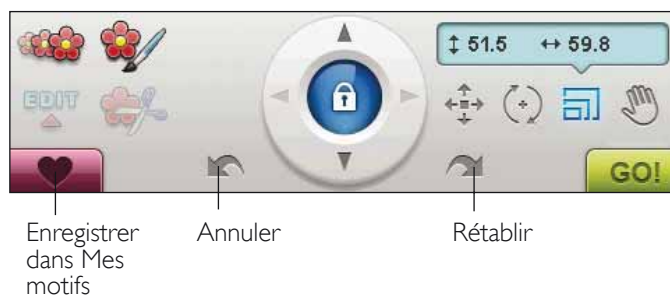 ↕ 51.5 ↔ 59.8
EDIT
GO!
Enregistrer
dans Mes
motifs
Annuler
Rétablir